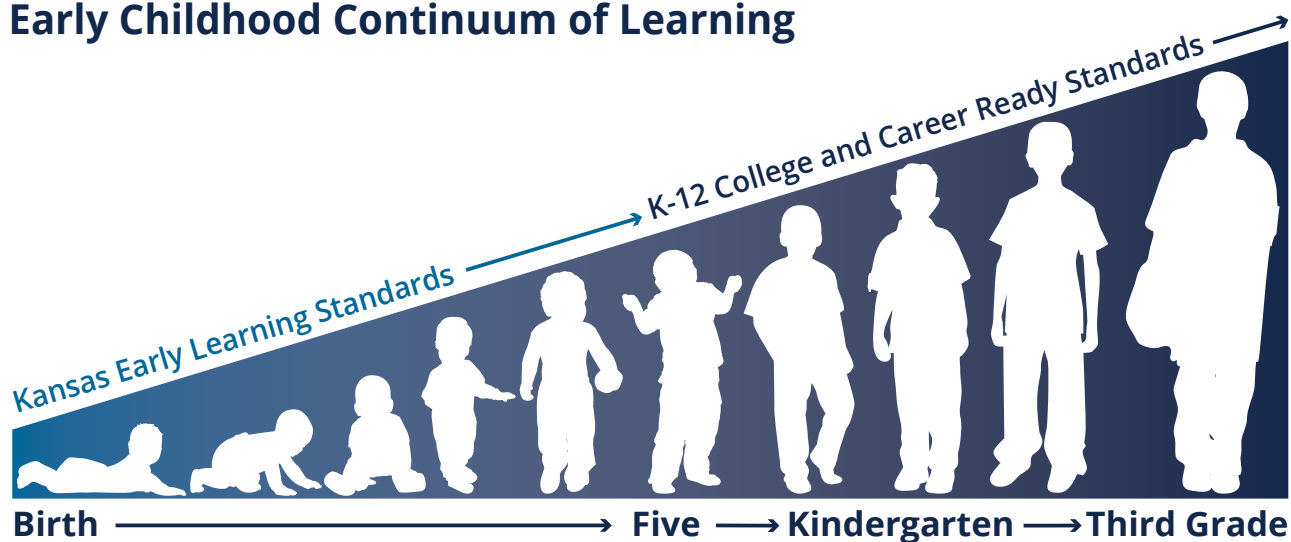 Early Childhood Continuum of Learning
Kansas Early Learning Standards
K-12 College and Career Ready Standards
Birth Five Kindergarten Third Grade